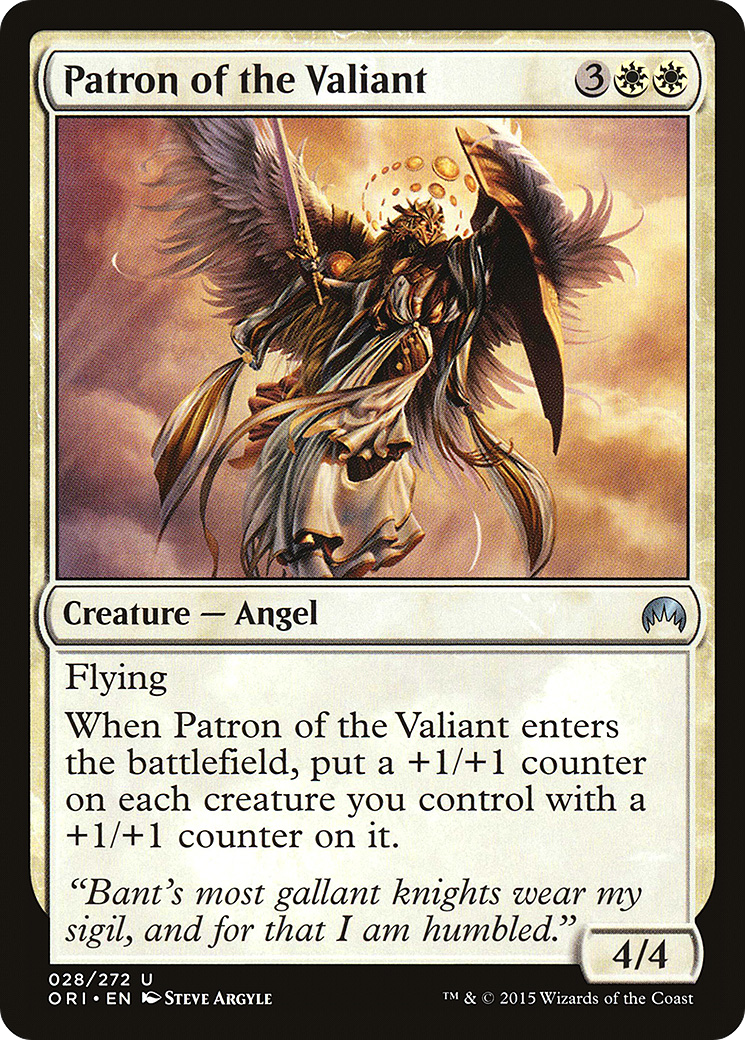 Patron of the Valiant 3
Creature — Angel
Flying
When Patron of the Valiant enters
the battlefield, put a +1/+1 counter
on each creature you control with a
+1/+1 counter on it.
“Bant’s most gallant knights wear my
sigil, and for that I am humbled.”
4/4
028/272 U
ORI • EN Steve Argyle
™ & © 2015 Wizards of the Coast